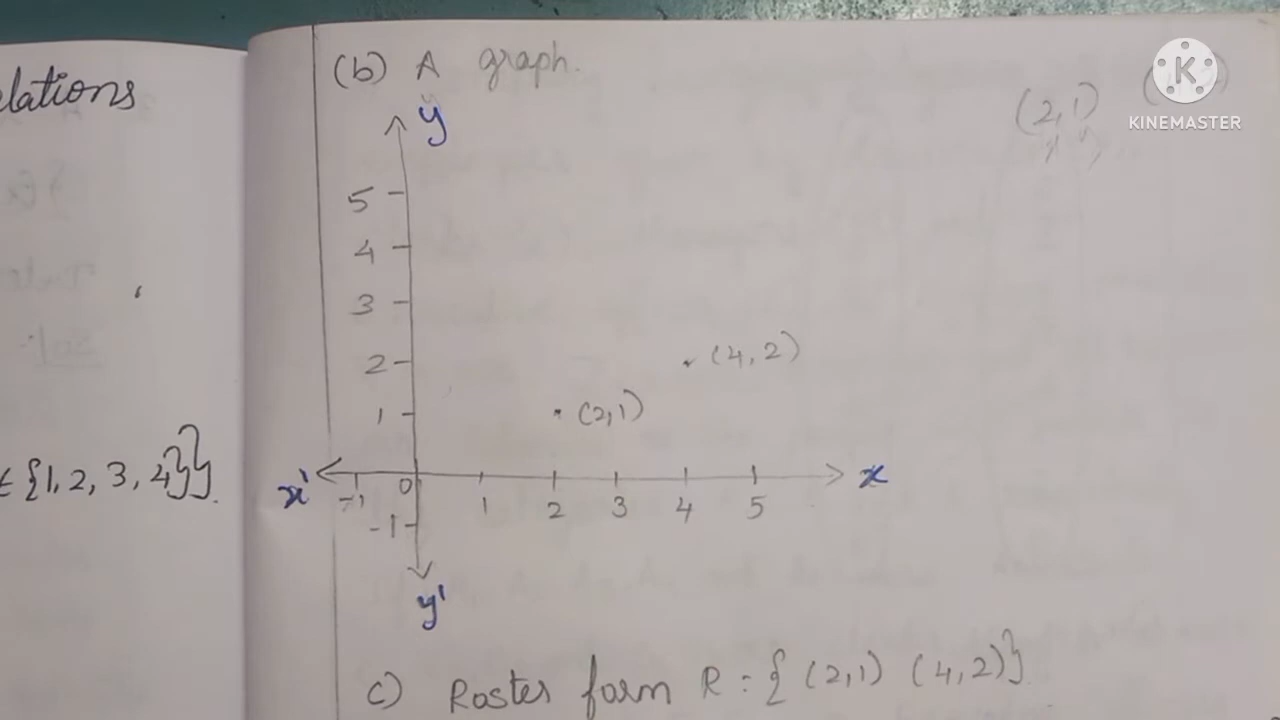 elations
∈ {1, 2, 3, 4}}.
(b) A graph.
(2,1)
K
KINEMASTER
y
5
4
3
2
(4, 2)
1
(2,1)
x'
-1
0
1
2
3
4
5
x
-1
y'
c) Roster form R = { (2,1) (4,2)}